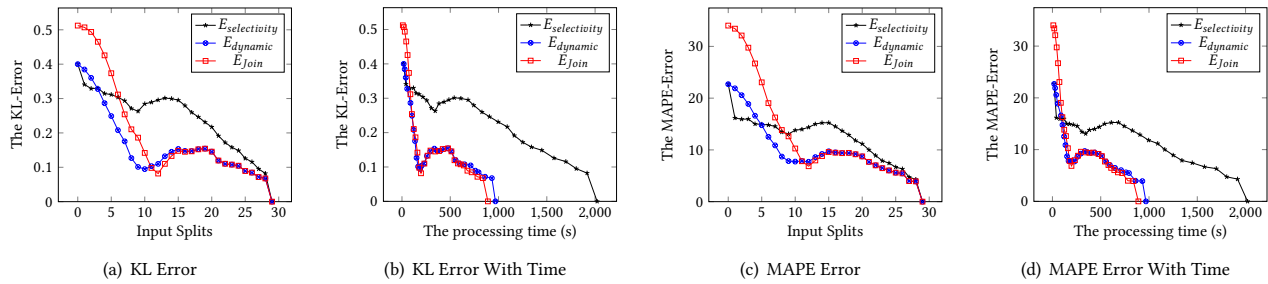 0.5
0.4
0.3
0.2
0.1
0
0 5 10 15 20 25 30
The KL-Error
Input Splits
E_selectivity
E_dynamic
E_Join
(a) KL Error
0.5
0.4
0.3
0.2
0.1
0
0 500 1,000 1,500 2,000
The KL-Error
The processing time (s)
E_selectivity
E_dynamic
E_Join
(b) KL Error With Time
30
20
10
0
0 5 10 15 20 25 30
The MAPE-Error
Input Splits
E_selectivity
E_dynamic
E_Join
(c) MAPE Error
30
20
10
0
0 500 1,000 1,500 2,000
The MAPE-Error
The processing time (s)
E_selectivity
E_dynamic
E_Join
(d) MAPE Error With Time